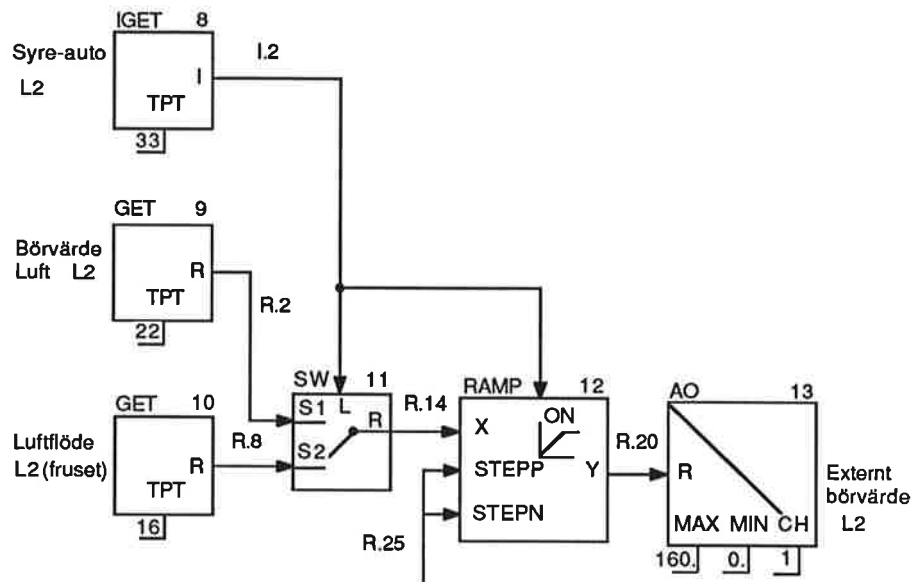 IGET 8
Syre-auto
L2
I
TPT
33
I.2
GET 9
Börvärde
Luft L2
R
TPT
22
R.2
GET 10
Luftflöde
L2 (fruset)
R
TPT
16
R.8
SW 11
S1 L
R
S2
R.14
RAMP 12
ON
X
STEPP Y
STEPN
R.25
R.20
AO 13
R
MAX MIN CH
160. 0. 1
Externt
börvärde
L2